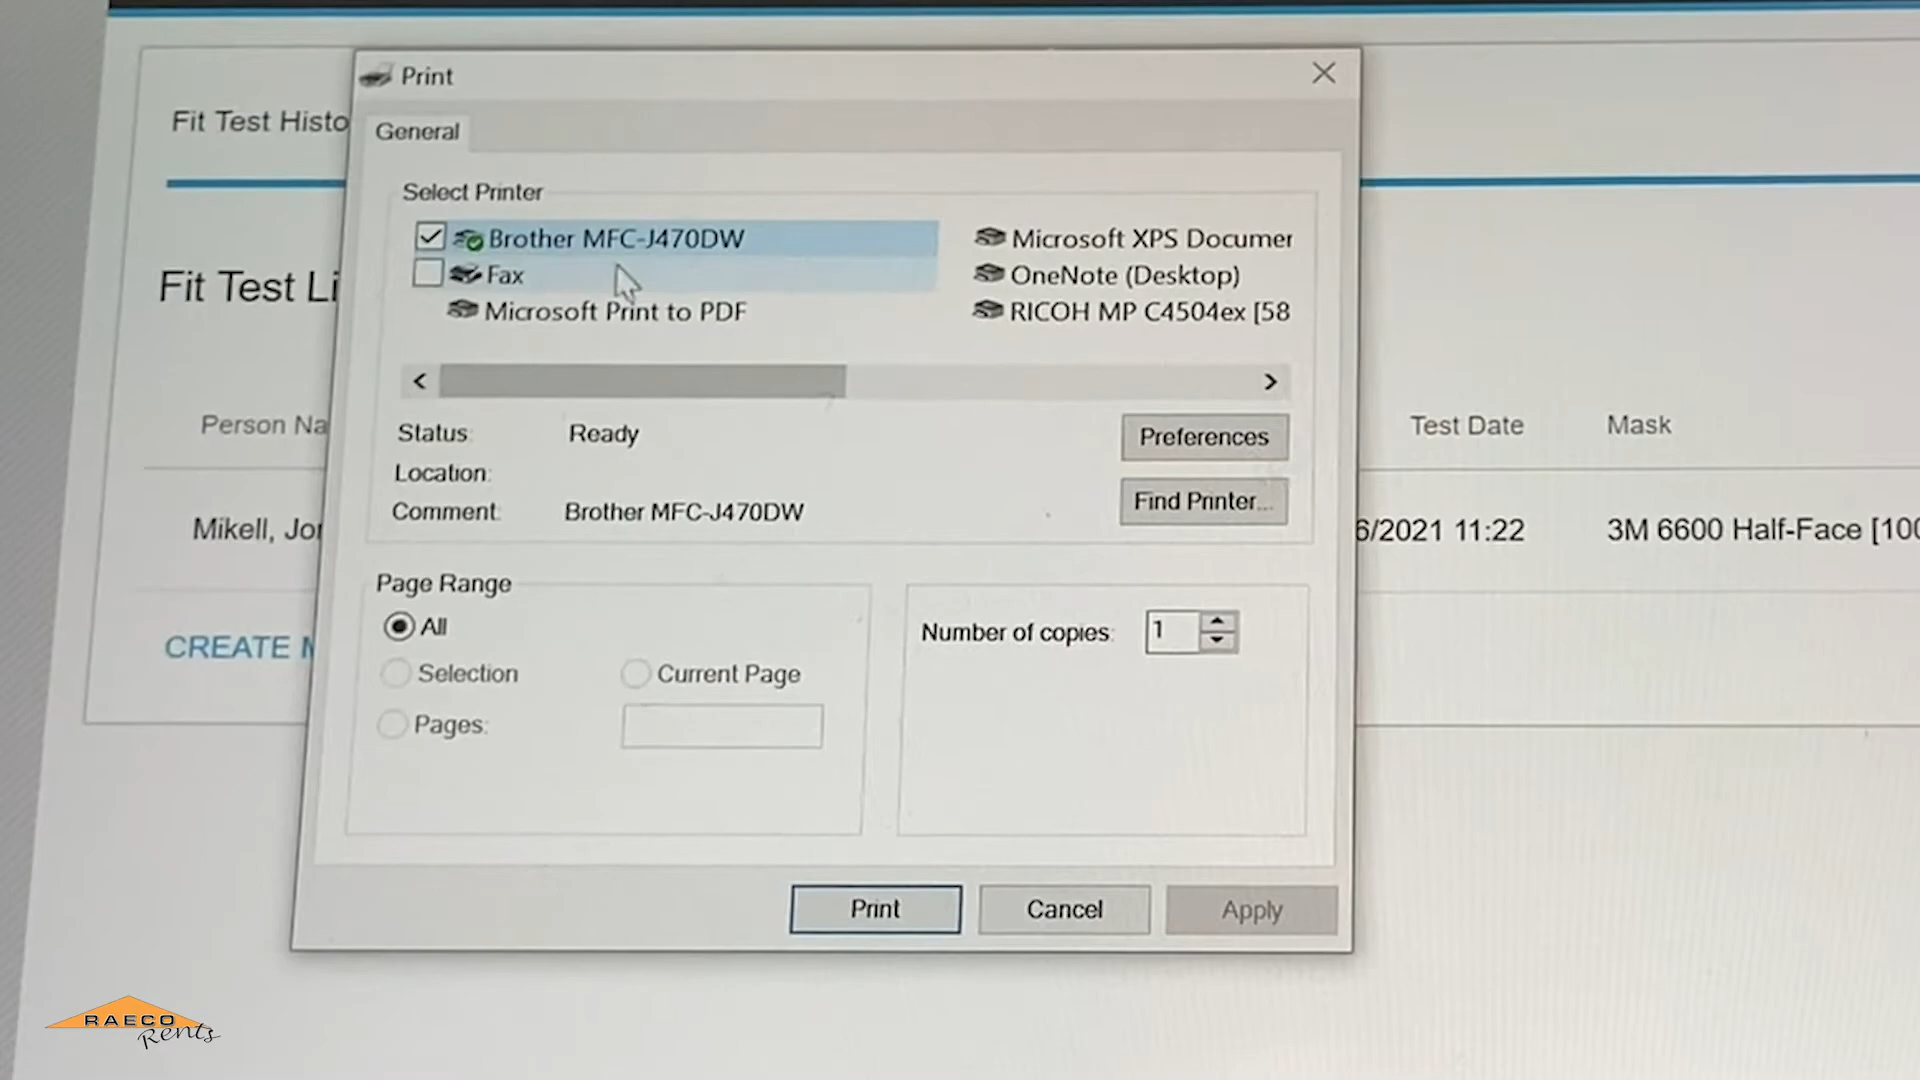 Print
Fit Test Histo
General
Select Printer
Brother MFC-J470DW
Microsoft XPS Documen
Fax
OneNote (Desktop)
Fit Test Li
Microsoft Print to PDF
RICOH MP C4504ex [58
Person Na
Status: Ready
Preferences
Test Date
Mask
Location:
Find Printer...
Comment: Brother MFC-J470DW
Mikell, Jor
6/2021 11:22
3M 6600 Half-Face [100
Page Range
All
Number of copies: 1
CREATE
Selection
Current Page
Pages:
Print
Cancel
Apply
RAECO
Rents